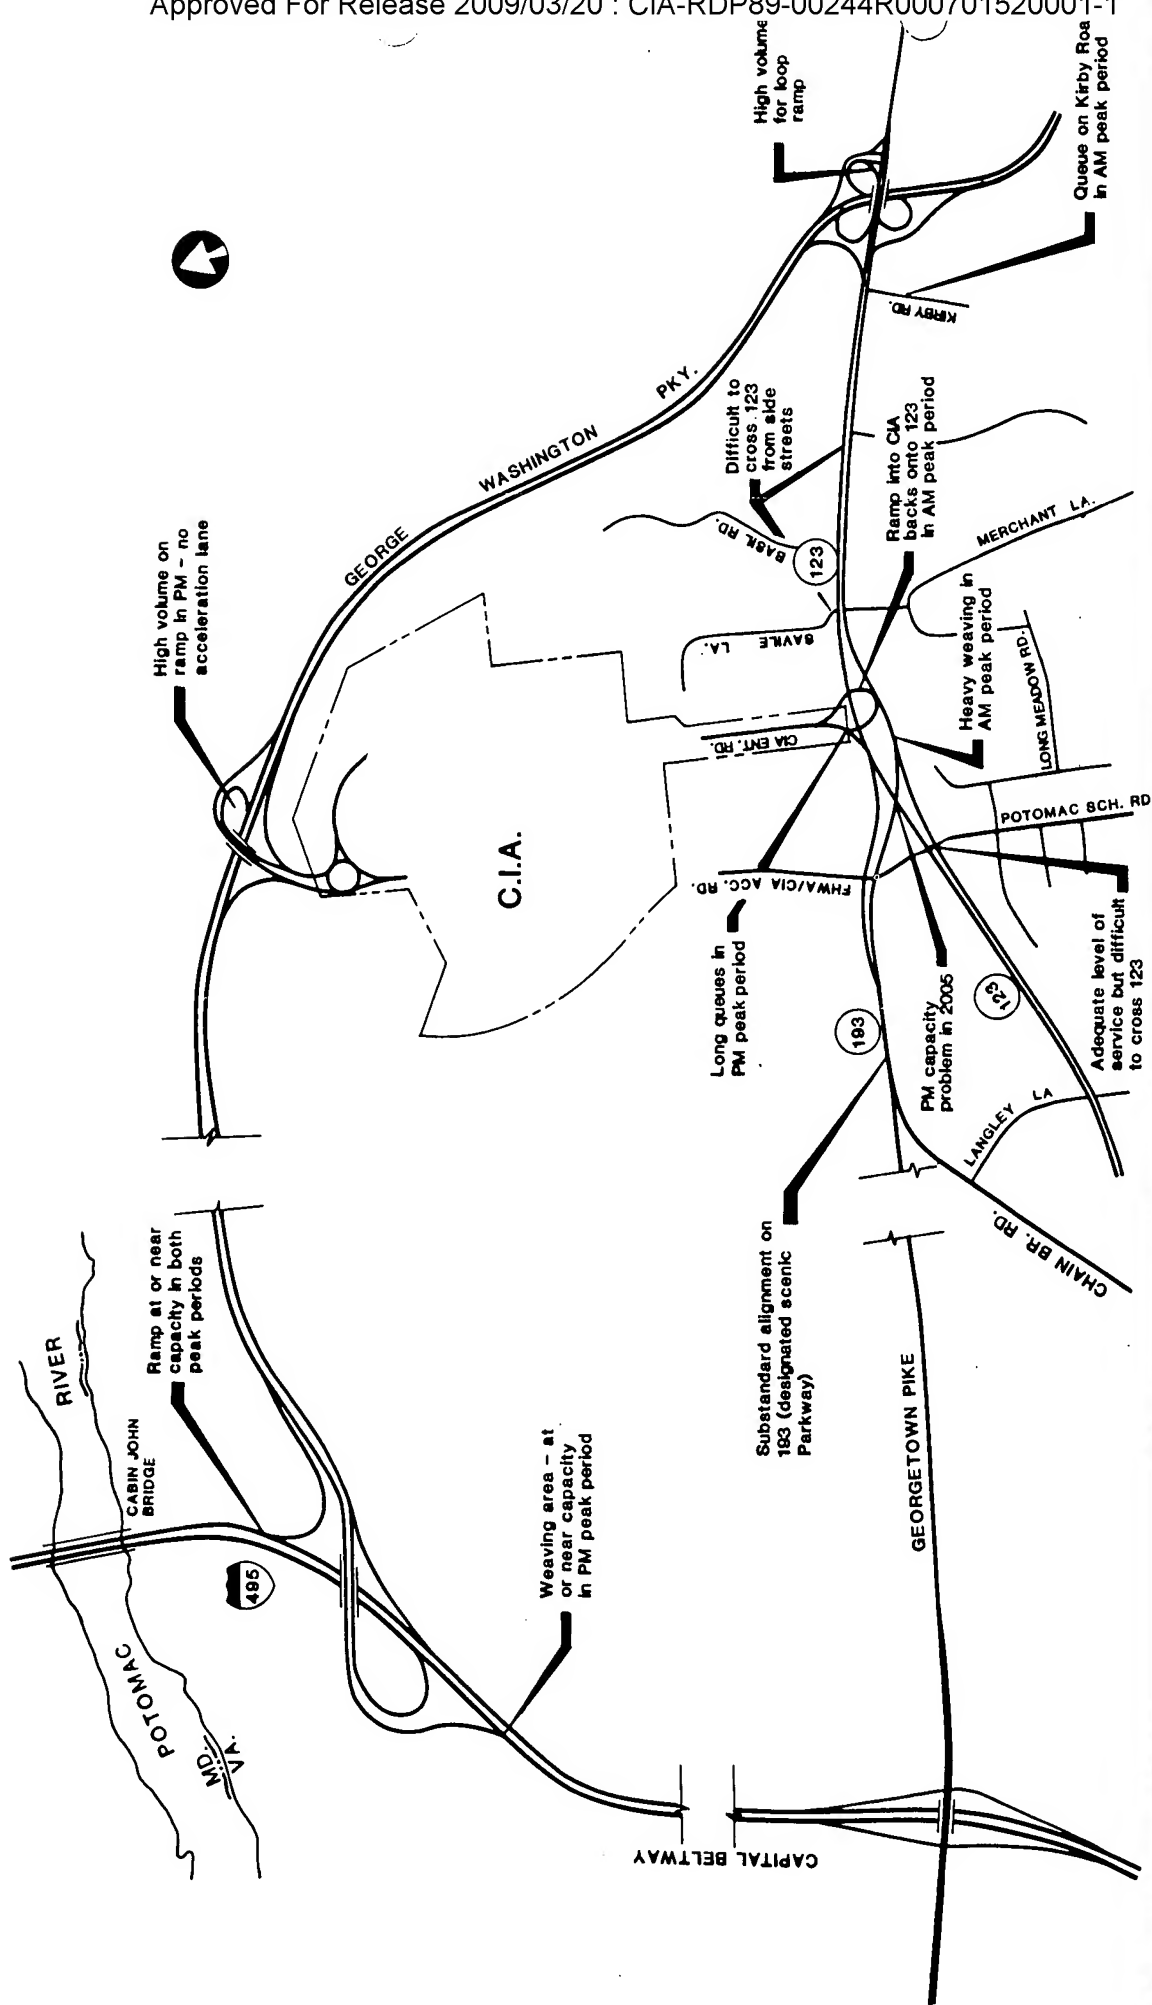 Approved For Release 2009/03/20 : CIA-RDP89-00244R000701520001-1
POTOMAC
RIVER
MD.
VA.
CABIN JOHN
BRIDGE
495
Ramp at or near
capacity in both
peak periods
Weaving area - at
or near capacity
in PM peak period
CAPITAL BELTWAY
GEORGETOWN PIKE
High volume on
ramp in PM - no
acceleration lane
GEORGE
WASHINGTON
PKY.
C.I.A.
Substandard alignment on
193 (designated scenic
Parkway)
193
CHAIN BR. RD.
LANGLEY LA
Long queues in
PM peak period
FHWA/CIA ACC. RD.
CIA ENT. RD.
PM capacity
problem in 2005
123
Adequate level of
service but difficult
to cross 123
POTOMAC SCH. RD
LONG MEADOW RD.
Heavy weaving in
AM peak period
SAVILE LA.
BASIL RD.
123
Difficult to
cross 123
from side
streets
Ramp into CIA
backs onto 123
in AM peak period
MERCHANT LA.
KIRBY RD.
High volume
for loop
ramp
Queue on Kirby Roa
in AM peak period